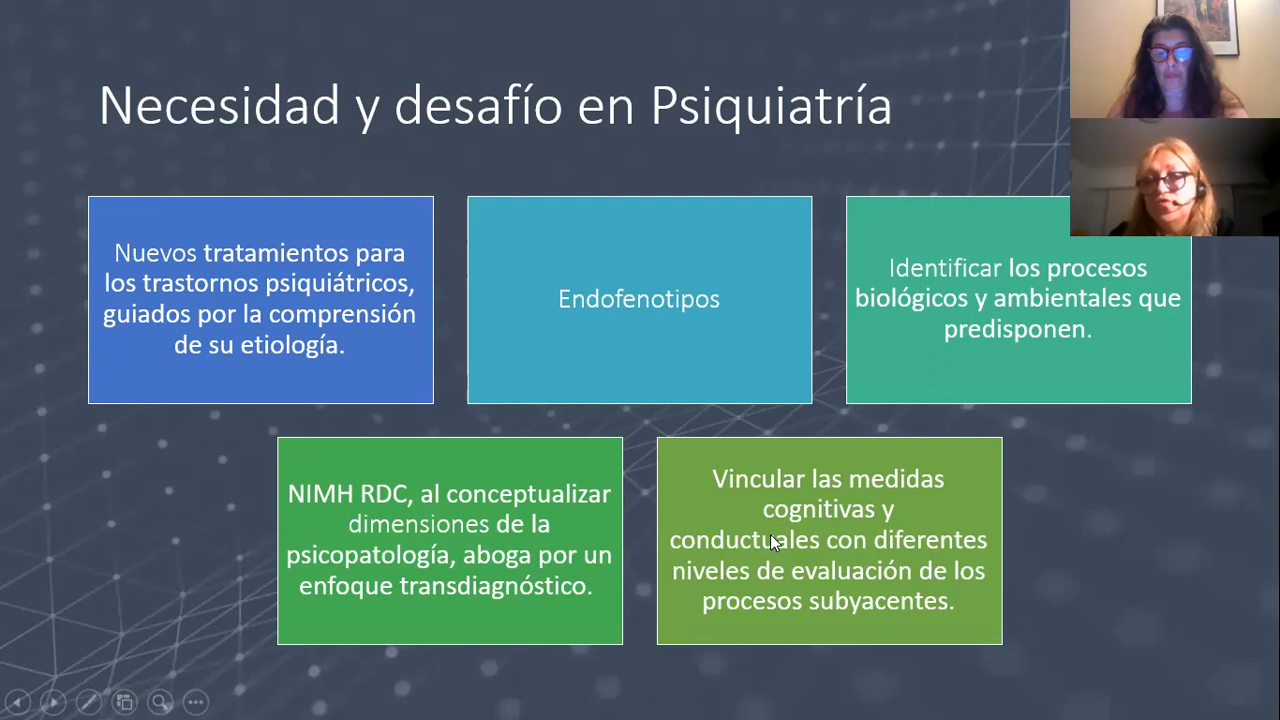 Necesidad y desafío en Psiquiatría
Nuevos tratamientos para
los trastornos psiquiátricos,
guiados por la comprensión
de su etiología.
Endofenotipos
Identificar los procesos
biológicos y ambientales que
predisponen.
NIMH RDC, al conceptualizar
dimensiones de la
psicopatología, aboga por un
enfoque transdiagnóstico.
Vincular las medidas
cognitivas y
conductuales con diferentes
niveles de evaluación de los
procesos subyacentes.